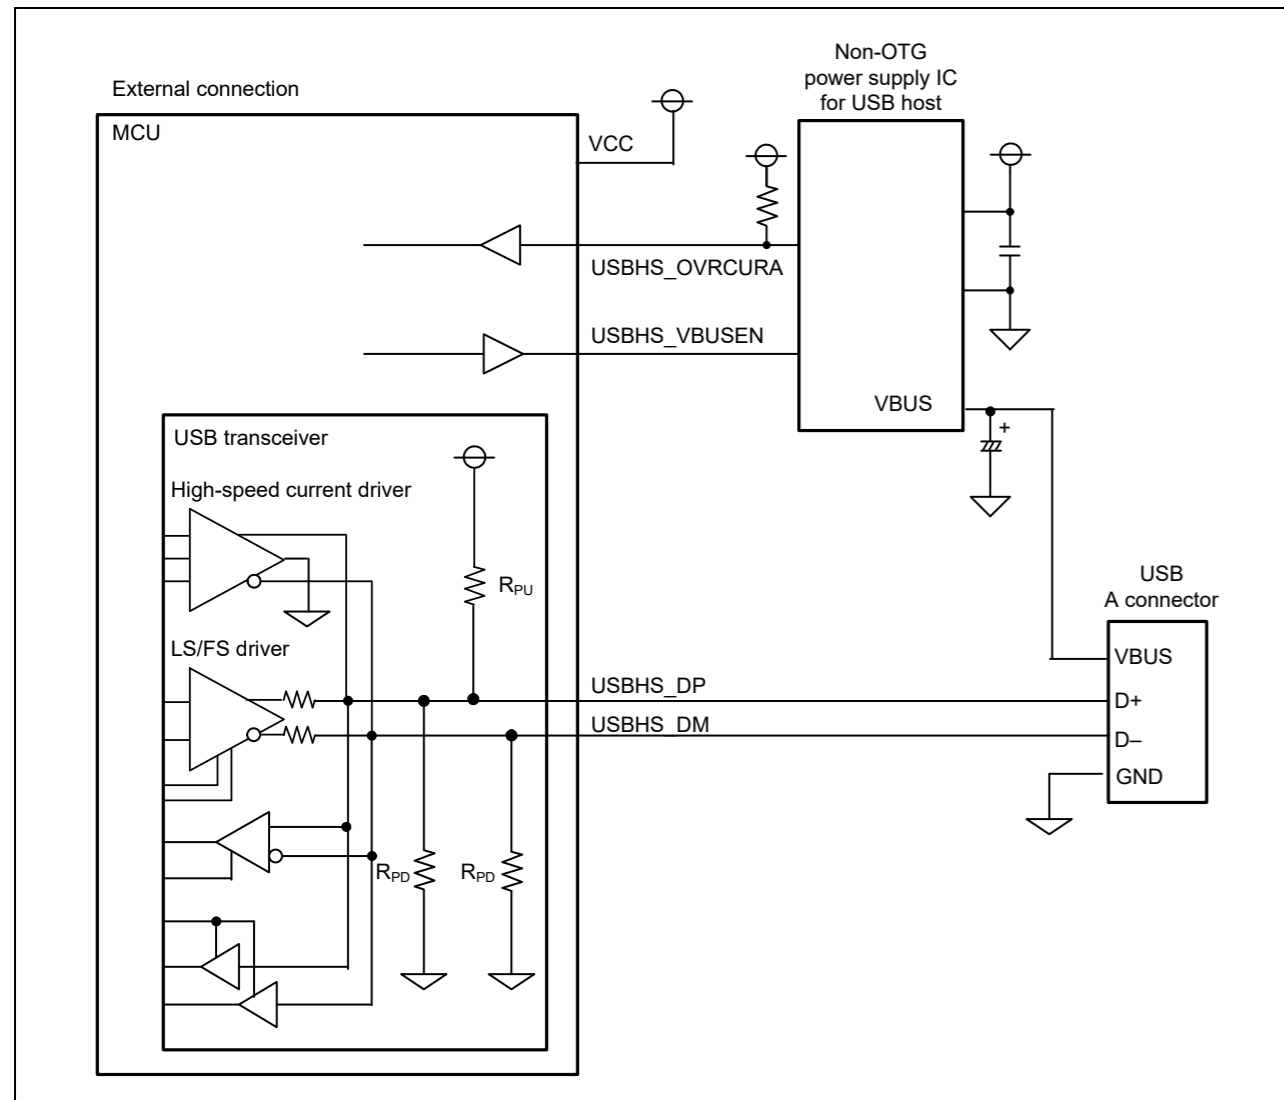 Non-OTG
power supply IC
for USB host
External connection
MCU
VCC
USBHS_OVRCURA
USBHS_VBUSEN
VBUS
+
USB transceiver
High-speed current driver
RPU
USB
A connector
LS/FS driver
VBUS
USBHS_DP
D+
USBHS_DM
D–
GND
RPD
RPD